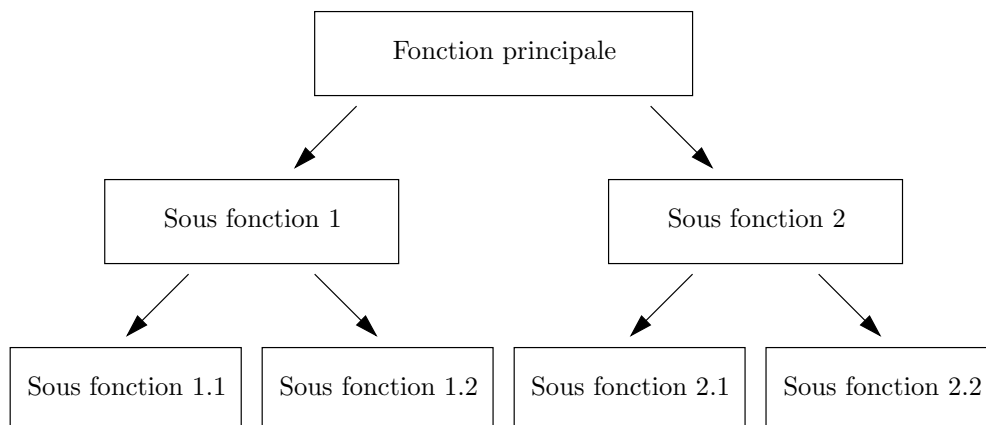 Fonction principale
Sous fonction 1
Sous fonction 2
Sous fonction 1.1
Sous fonction 1.2
Sous fonction 2.1
Sous fonction 2.2